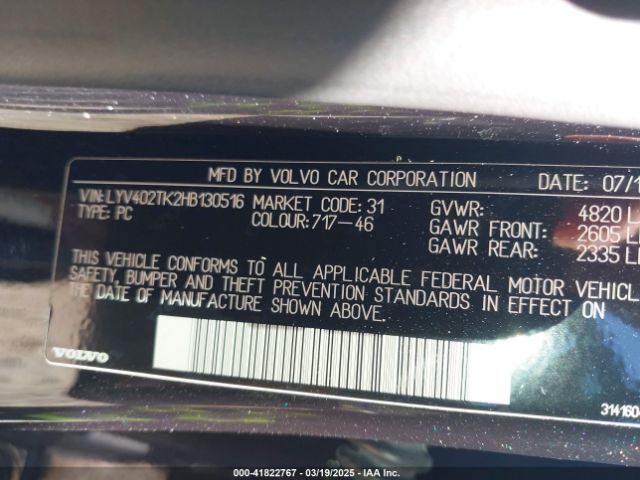 MFD BY VOLVO CAR CORPORATION DATE: 07/1
VIN:LYV402TK2HB130516 MARKET CODE: 31 GVWR: 4820 L
TYPE: PC COLOUR:717-46 GAWR FRONT: 2605 L
GAWR REAR: 2335 L
THIS VEHICLE CONFORMS TO ALL APPLICABLE FEDERAL MOTOR VEHICL
SAFETY, BUMPER AND THEFT PREVENTION STANDARDS IN EFFECT ON
THE DATE OF MANUFACTURE SHOWN ABOVE.
VOLVO
314160
000-41822767 - 03/19/2025 - IAA Inc.